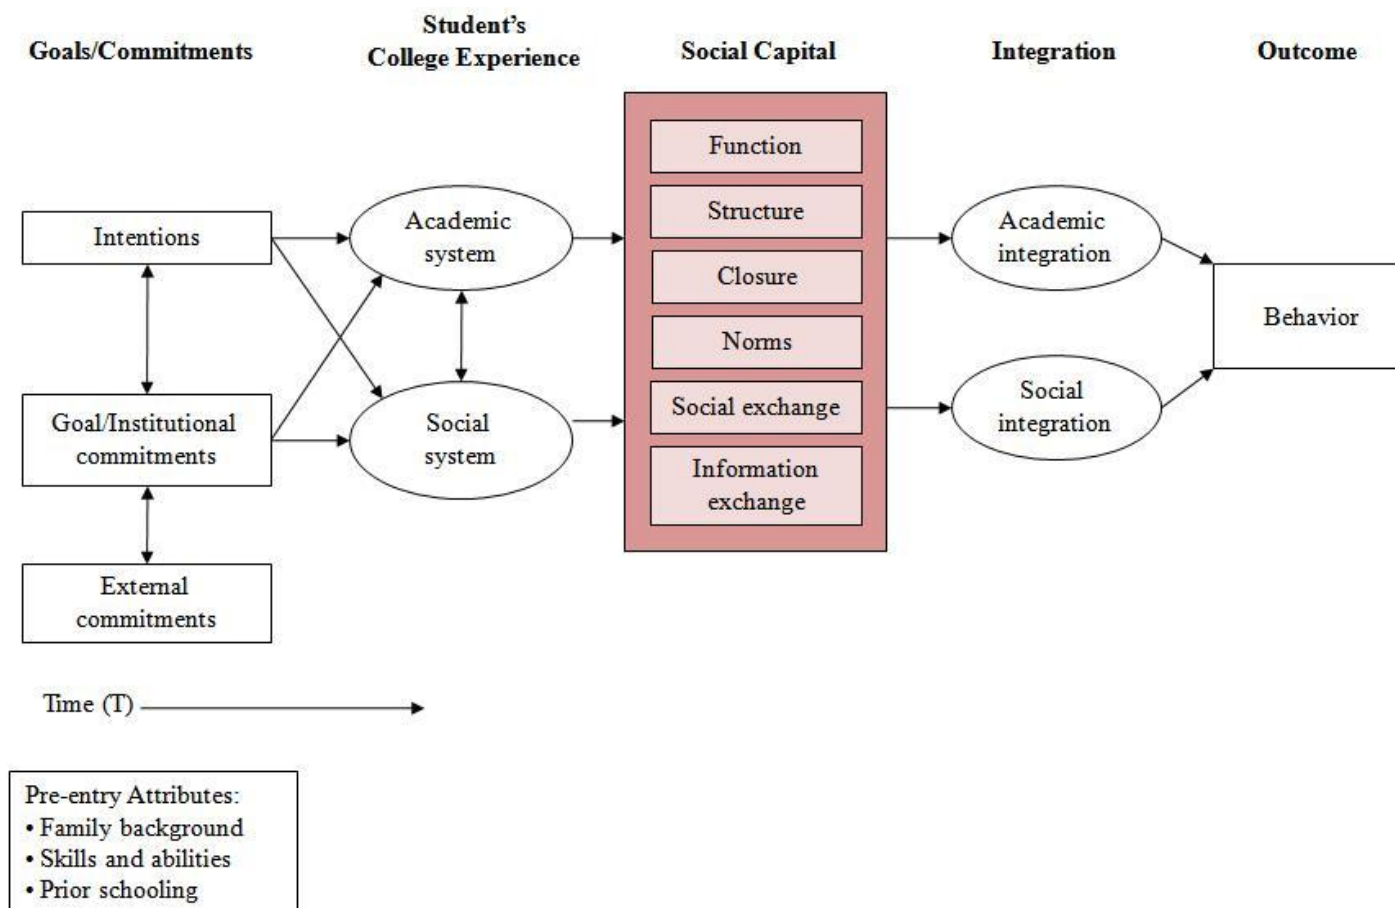 Goals/Commitments
Student’s
College Experience
Social Capital
Integration
Outcome
Intentions
Goal/Institutional
commitments
External
commitments
Academic
system
Social
system
Function
Structure
Closure
Norms
Social exchange
Information
exchange
Academic
integration
Social
integration
Behavior
Time (T)
Pre-entry Attributes:
• Family background
• Skills and abilities
• Prior schooling